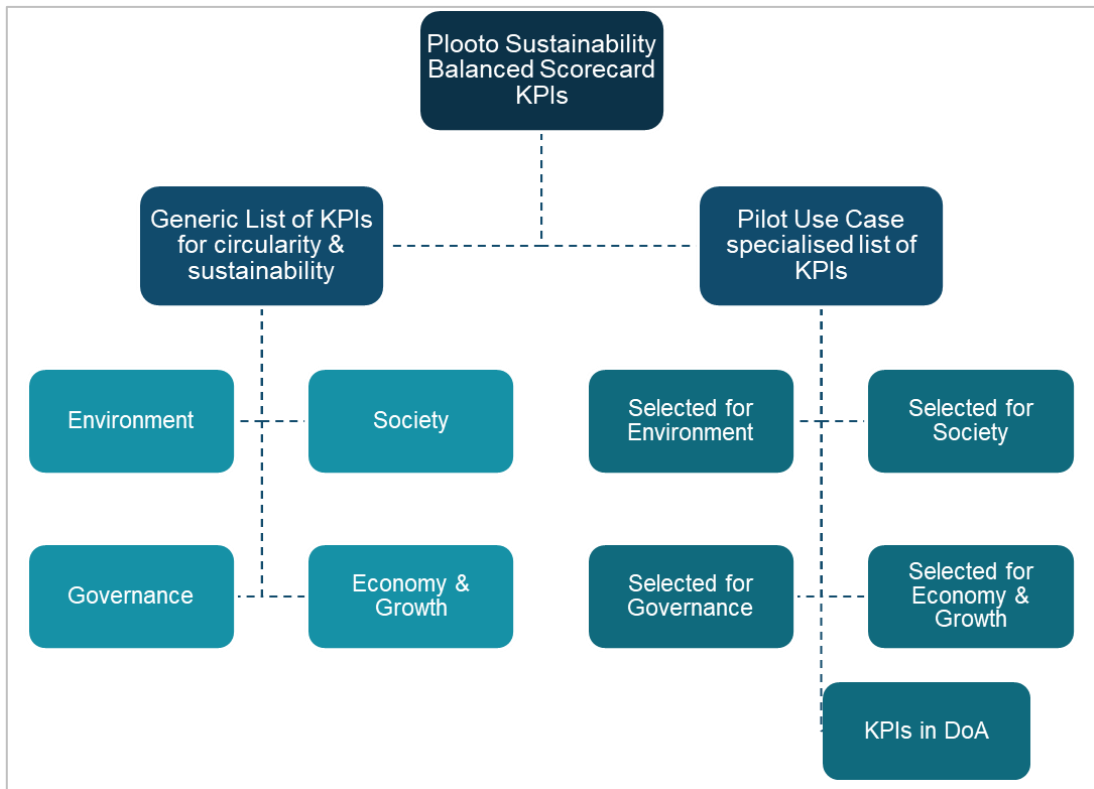 Plooto Sustainability
Balanced Scorecard
KPIs
Generic List of KPIs
for circularity &
sustainability
Pilot Use Case
specialised list of
KPIs
Environment
Society
Selected for
Environment
Selected for
Society
Governance
Economy &
Growth
Selected for
Governance
Selected for
Economy &
Growth
KPIs in DoA